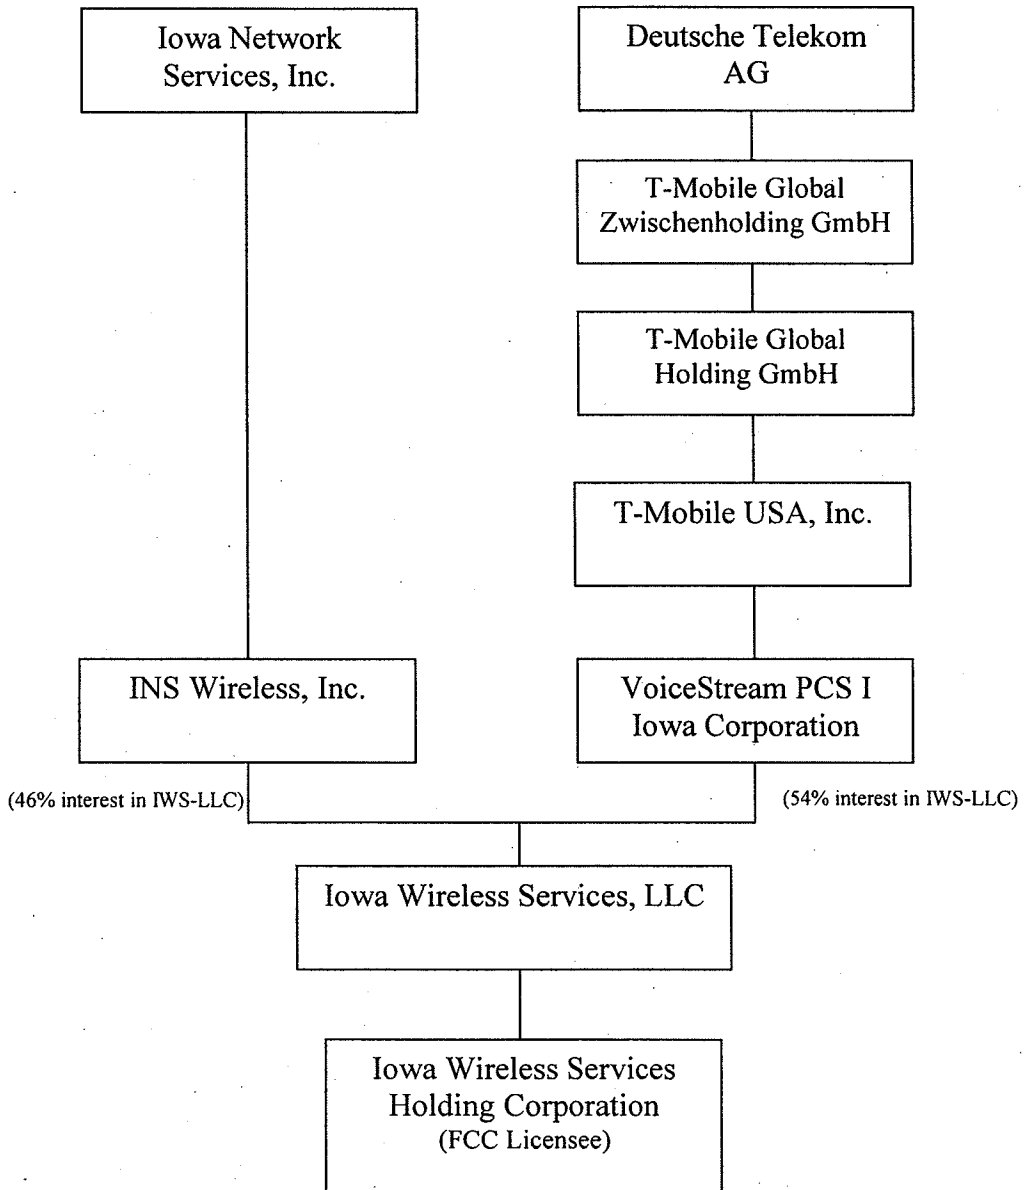 Iowa Network
Services, Inc.
Deutsche Telekom
AG
T-Mobile Global
Zwischenholding GmbH
T-Mobile Global
Holding GmbH
T-Mobile USA, Inc.
INS Wireless, Inc.
VoiceStream PCS I
Iowa Corporation
(46% interest in IWS-LLC)
(54% interest in IWS-LLC)
Iowa Wireless Services, LLC
Iowa Wireless Services
Holding Corporation
(FCC Licensee)